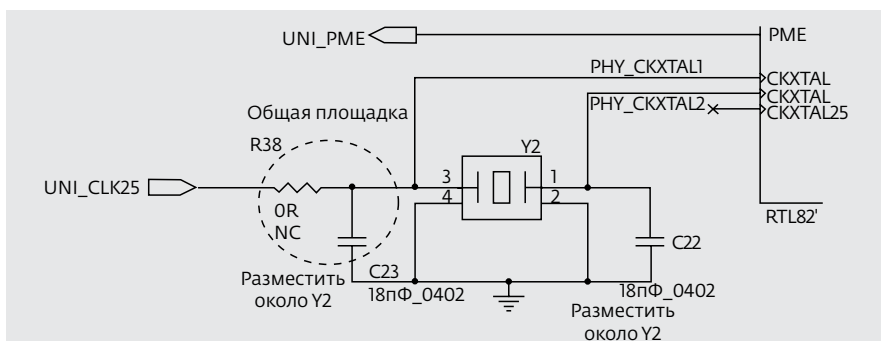 UNI_PME
PME
PHY_CKXTAL1
CKXTAL
CKXTAL
PHY_CKXTAL2
CKXTAL25
Общая площадка
R38
Y2
UNI_CLK25
3
1
4
2
0R
NC
RTL82'
C22
C23
Разместить
около Y2
18пФ_0402
18пФ_0402
Разместить
около Y2